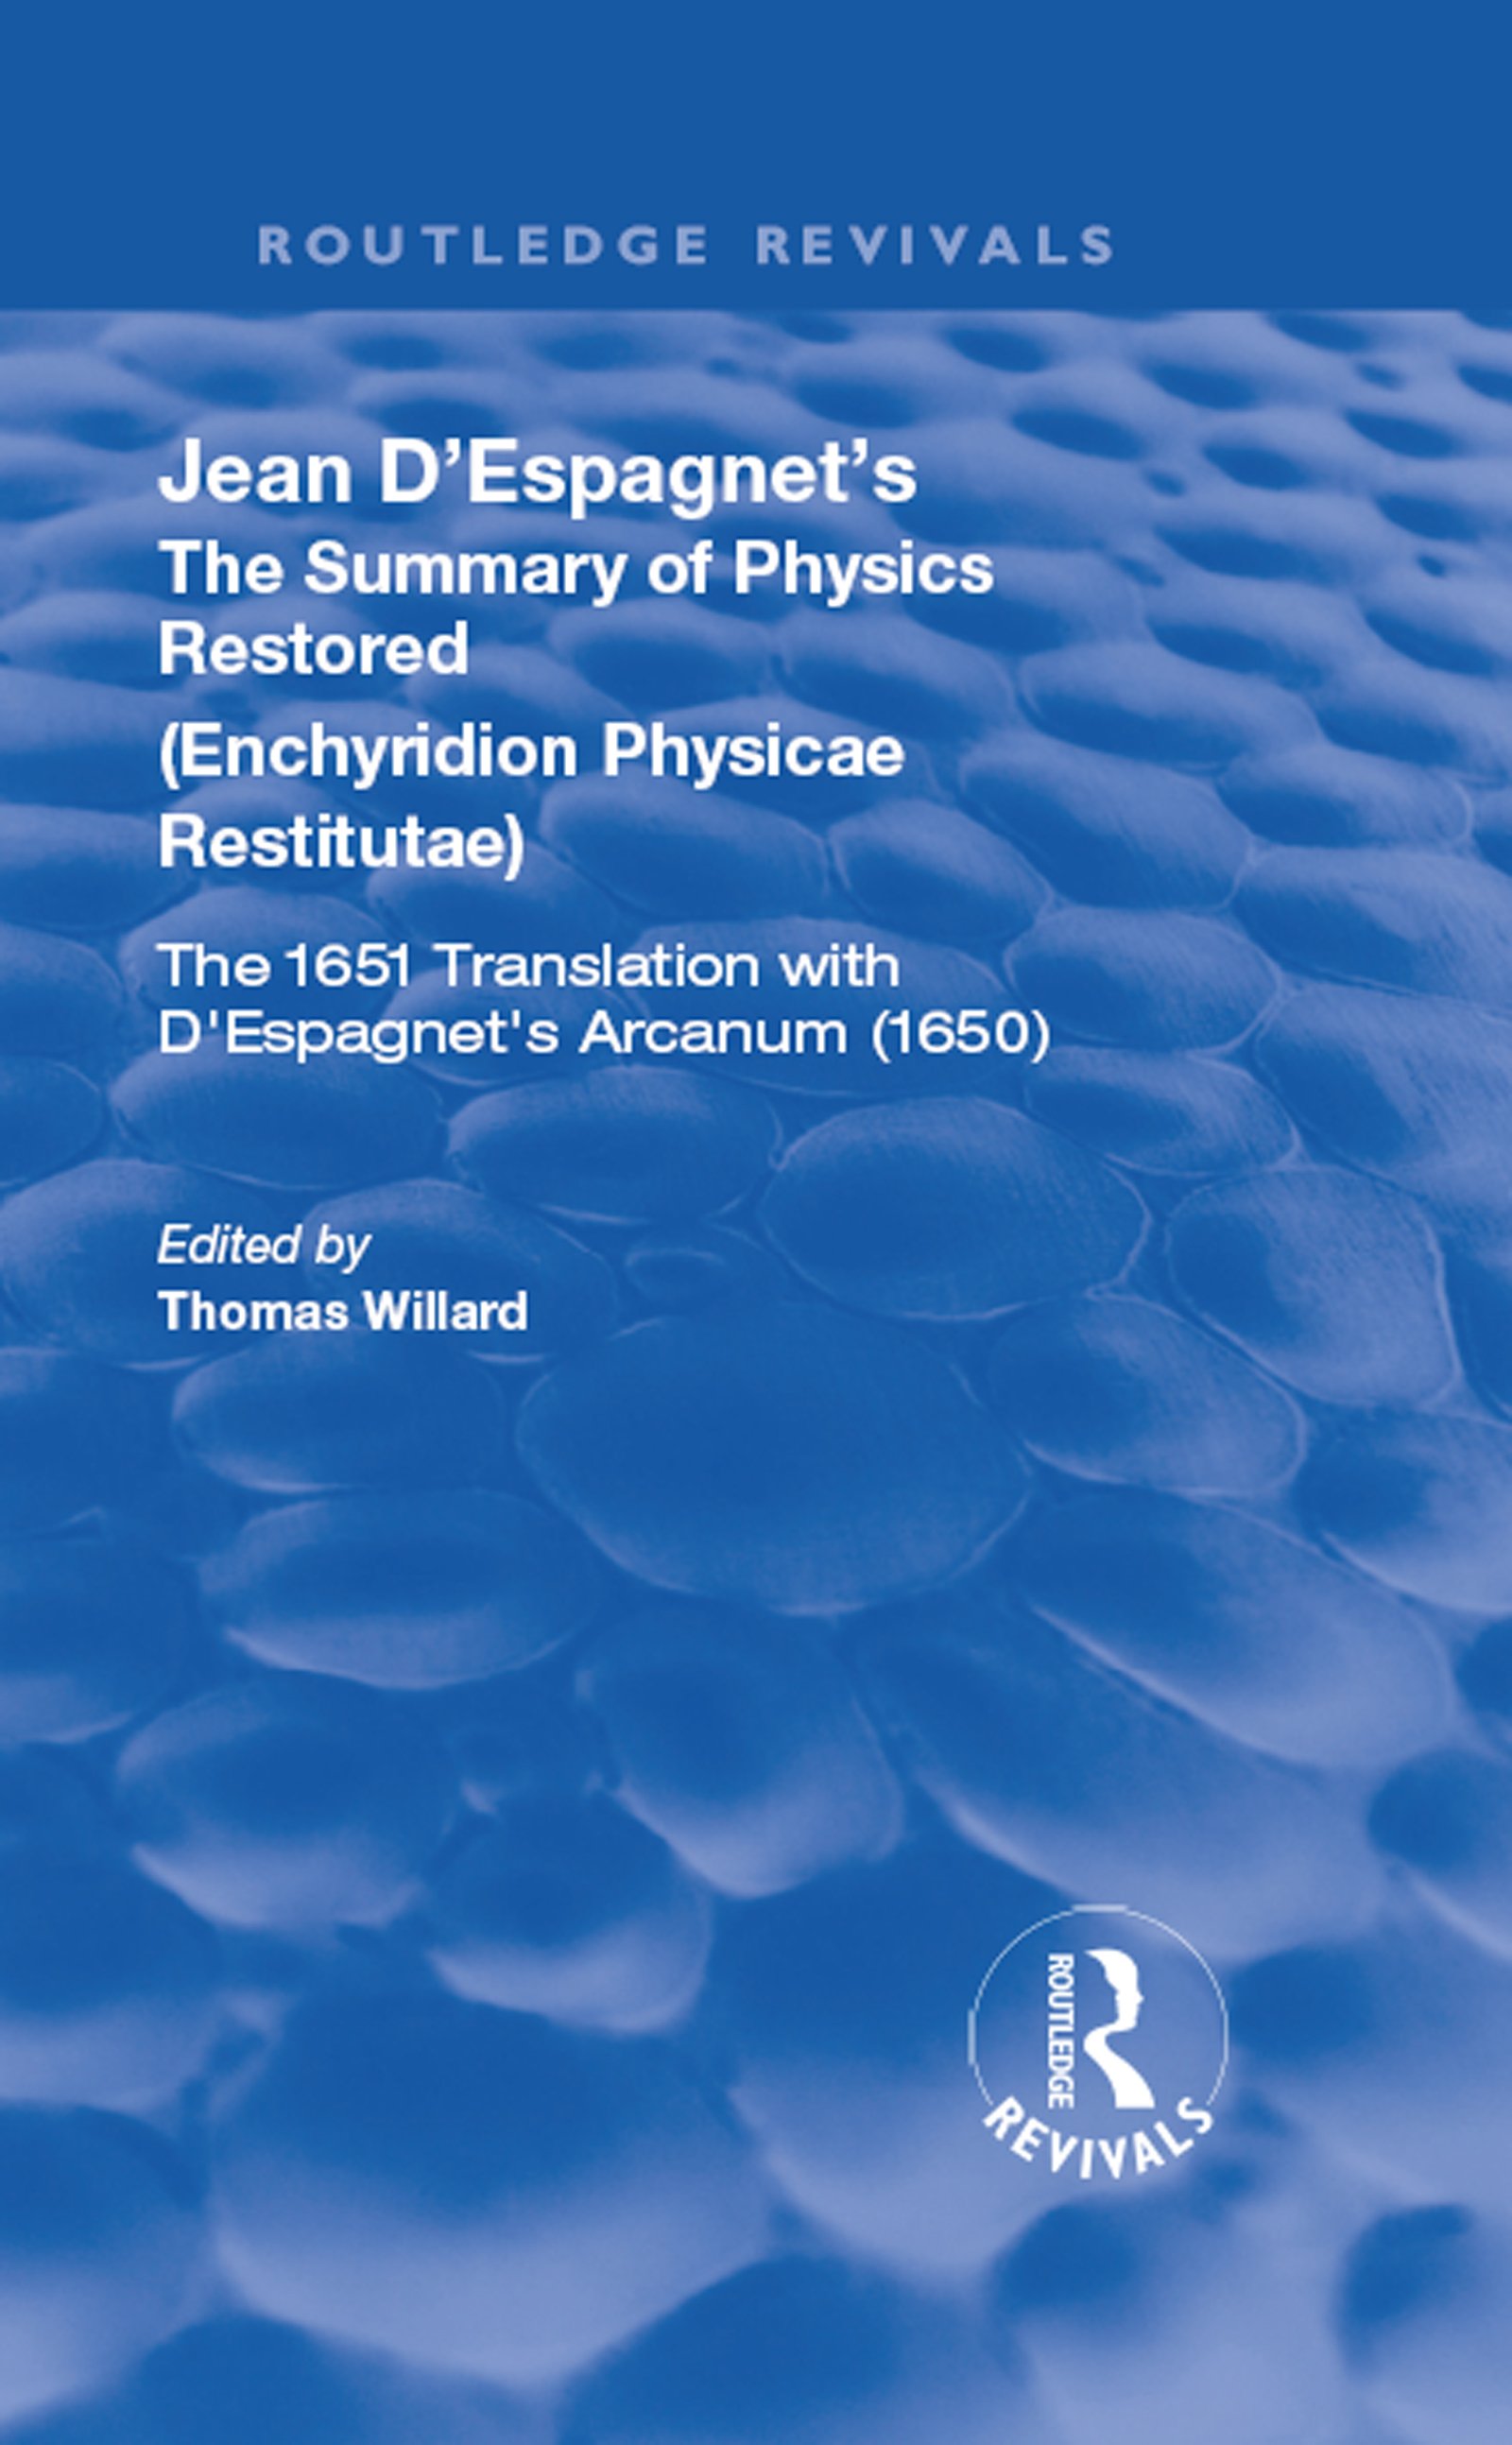 ROUTLEDGE REVIVALS
Jean D’Espagnet’s
The Summary of Physics
Restored
(Enchyridion Physicae
Restitutae)
The 1651 Translation with
D'Espagnet's Arcanum (1650)
Edited by
Thomas Willard
ROUTLEDGE
REVIVALS